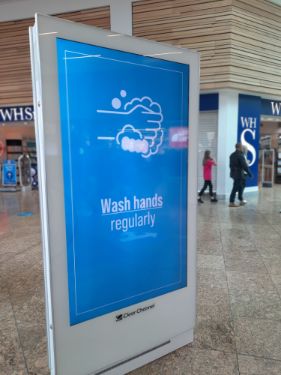 WHS
WH
S
Wash hands
regularly
Clear Channel